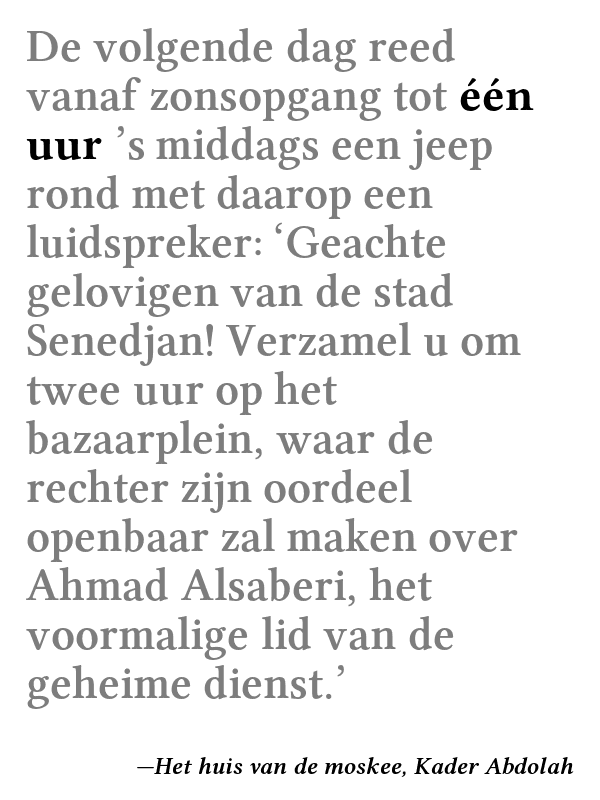 De volgende dag reed
vanaf zonsopgang tot één
uur ’s middags een jeep
rond met daarop een
luidspreker: ‘Geachte
gelovigen van de stad
Senedjan! Verzamel u om
twee uur op het
bazaarplein, waar de
rechter zijn oordeel
openbaar zal maken over
Ahmad Alsaberi, het
voormalige lid van de
geheime dienst.’
—Het huis van de moskee, Kader Abdolah